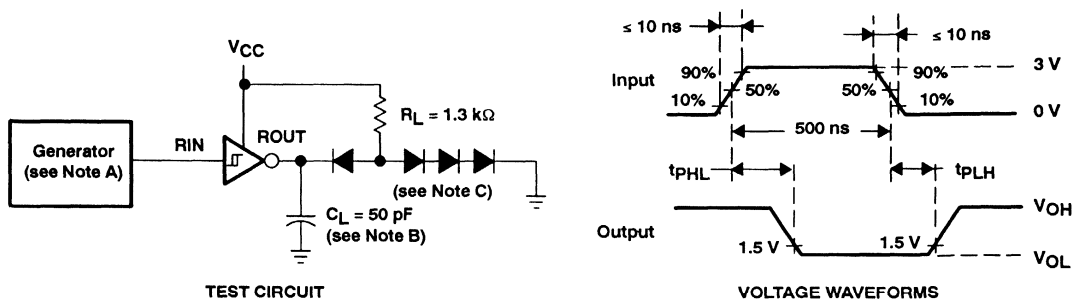 VCC
RL = 1.3 kΩ
Generator
(see Note A)
RIN
ROUT
(see Note C)
CL = 50 pF
(see Note B)
TEST CIRCUIT
≤ 10 ns
≤ 10 ns
Input
90%
50%
10%
50%
90%
10%
3 V
0 V
500 ns
tPHL
tPLH
Output
1.5 V
1.5 V
VOH
VOL
VOLTAGE WAVEFORMS